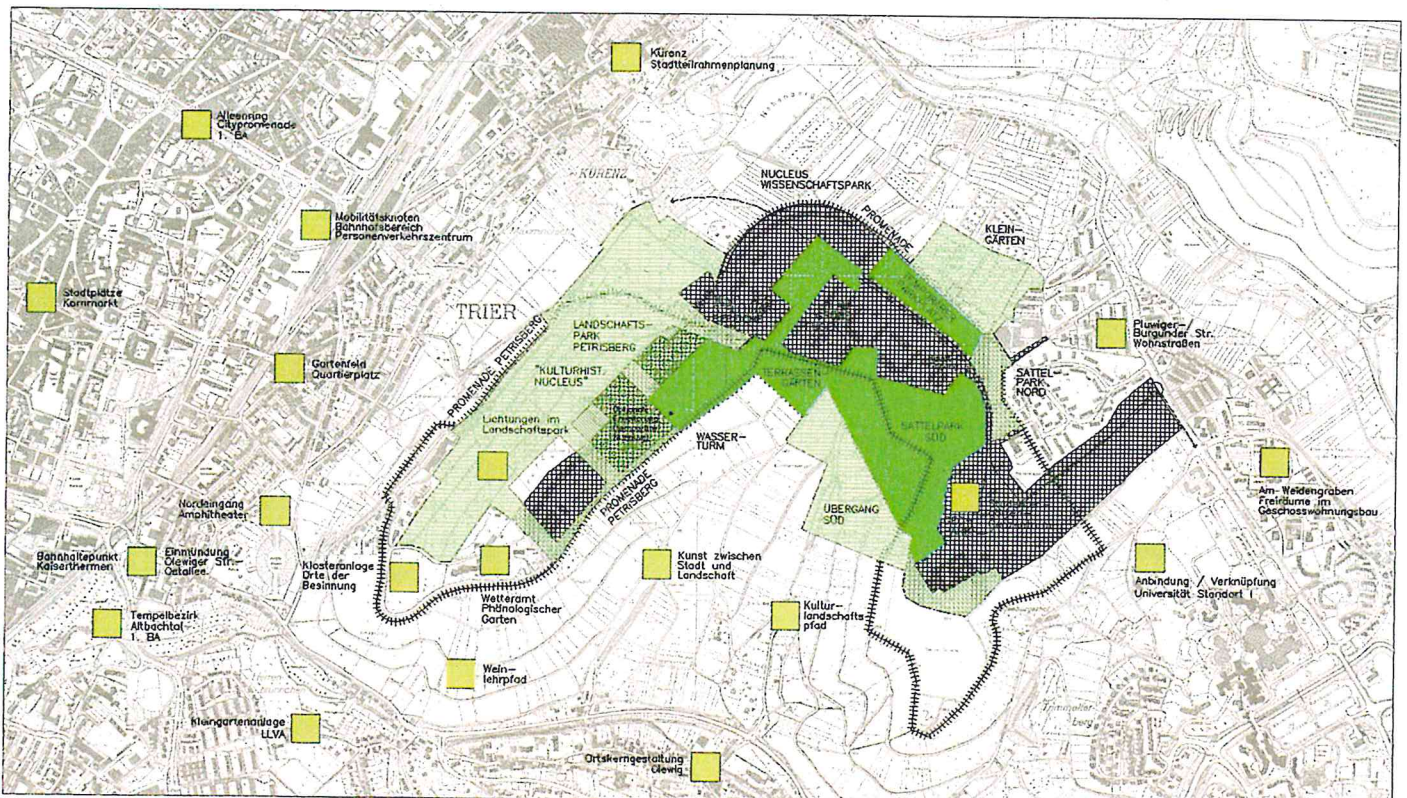 Kürenz
Stadtteilrahmenplanung
Alleenring
Citypromenade
1. BA
Mobilitätsknoten
Bahnhofsbereich
Personenverkehrszentrum
Stadtplätze
Kornmarkt
Gartenfeld
Quartierplatz
KÜRENZ
TRIER
NUCLEUS
WISSENSCHAFTSPARK
PROMENADE
KLEIN-
GÄRTEN
LANDSCHAFTS-
PARK
PETRISBERG
PROMENADE PETRISBERG
"KULTURHIST.
NUCLEUS"
Lichtungen im
Landschaftspark
TERRASSEN
GÄRTEN
SATTELPARK
SÜD
SATTEL-
PARK
NORD
Pluwiger-/
Burgunder Str.
Wohnstraßen
WASSER-
TURM
PROMENADE
PETRISBERG
ÜBERGANG
SÜD
Am Weidengraben
Freiräume im
Geschosswohnungsbau
Nordeingang
Amphitheater
Bahnhaltepunkt
Kaiserthermen
Einmündung
Olewiger Str.-
Ostallee
Klosteranlage
Orte der
Besinnung
Wetteramt
Phänologischer
Garten
Kunst zwischen
Stadt und
Landschaft
Anbindung / Verknüpfung
Universität Standort I
Kultur-
landschafts
pfad
Tempelbezirk
Altbachtal
1. BA
Wein-
lehrpfad
Kleingartenanlage
LLVA
Ortskerngestaltung
Olewig
Trimmelter
berg